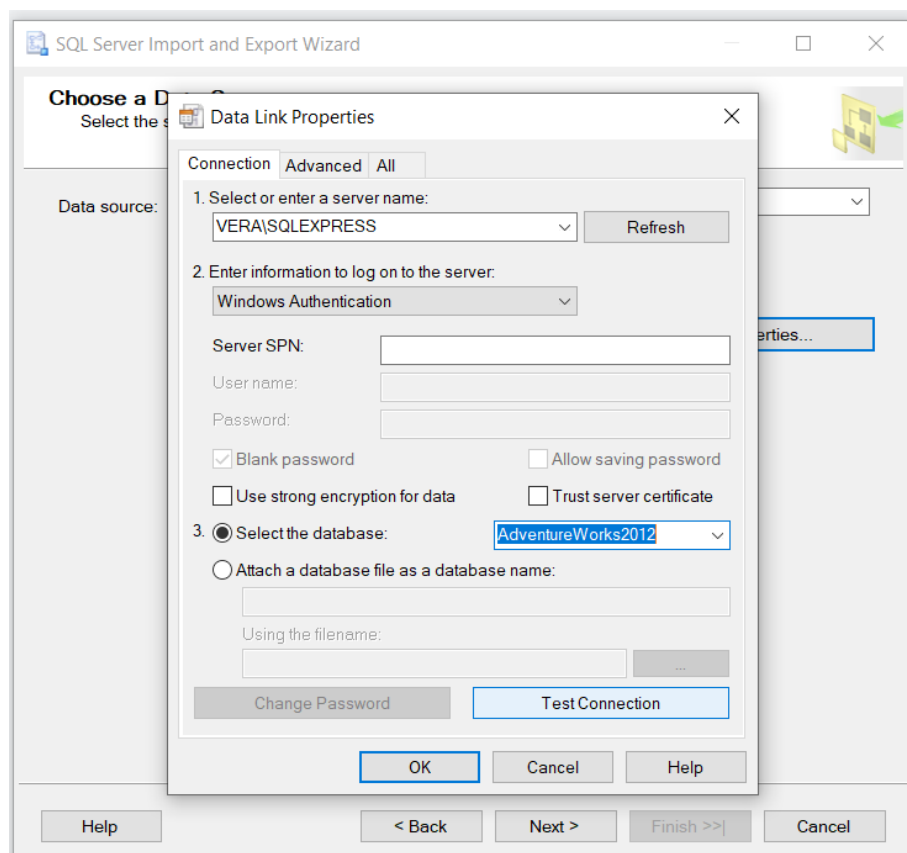 SQL Server Import and Export Wizard
Choose a D
Select the s
Data Link Properties
Connection Advanced All
Data source:
1. Select or enter a server name:
VERA\SQLEXPRESS Refresh
2. Enter information to log on to the server:
Windows Authentication
Server SPN:
erties...
User name:
Password:
Blank password Allow saving password
Use strong encryption for data Trust server certificate
3. Select the database: AdventureWorks2012
Attach a database file as a database name:
Using the filename:
...
Change Password Test Connection
OK Cancel Help
Help < Back Next > Finish >>| Cancel